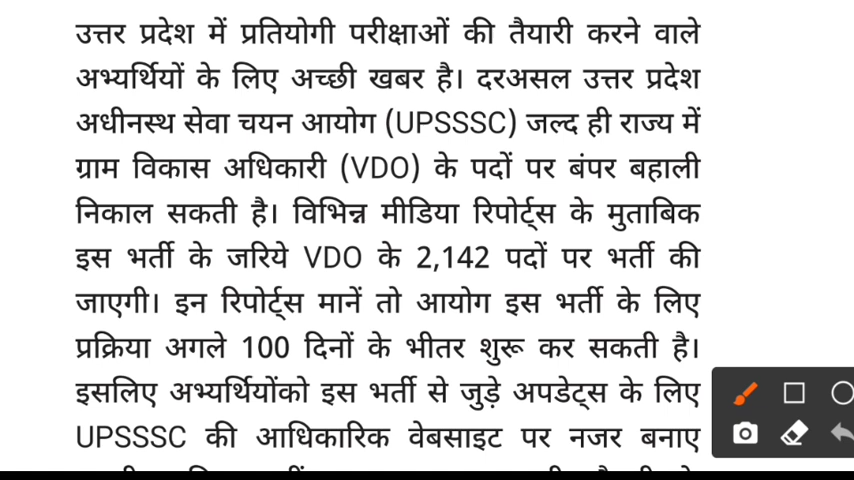 उत्तर प्रदेश में प्रतियोगी परीक्षाओं की तैयारी करने वाले
अभ्यर्थियों के लिए अच्छी खबर है। दरअसल उत्तर प्रदेश
अधीनस्थ सेवा चयन आयोग (UPSSSC) जल्द ही राज्य में
ग्राम विकास अधिकारी (VDO) के पदों पर बंपर बहाली
निकाल सकती है। विभिन्न मीडिया रिपोर्ट्स के मुताबिक
इस भर्ती के जरिये VDO के 2,142 पदों पर भर्ती की
जाएगी। इन रिपोर्ट्स मानें तो आयोग इस भर्ती के लिए
प्रक्रिया अगले 100 दिनों के भीतर शुरू कर सकती है।
इसलिए अभ्यर्थियोंको इस भर्ती से जुड़े अपडेट्स के लिए
UPSSSC की आधिकारिक वेबसाइट पर नजर बनाए